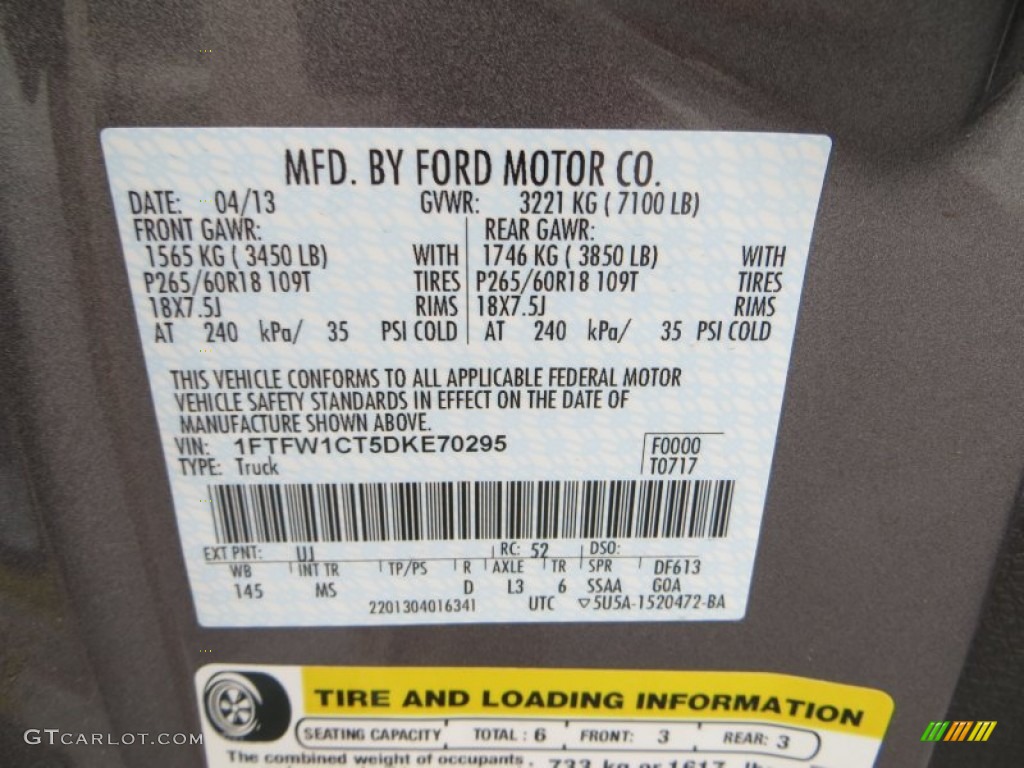 MFD. BY FORD MOTOR CO.
DATE: 04/13 GVWR: 3221 KG ( 7100 LB)
FRONT GAWR: REAR GAWR:
1565 KG ( 3450 LB) WITH 1746 KG ( 3850 LB) WITH
P265/60R18 109T TIRES P265/60R18 109T TIRES
18X7.5J RIMS 18X7.5J RIMS
AT 240 kPa/ 35 PSI COLD AT 240 kPa/ 35 PSI COLD
THIS VEHICLE CONFORMS TO ALL APPLICABLE FEDERAL MOTOR
VEHICLE SAFETY STANDARDS IN EFFECT ON THE DATE OF
MANUFACTURE SHOWN ABOVE.
VIN: 1FTFW1CT5DKE70295 F0000
TYPE: Truck T0717
EXT PNT: UJ RC: 52 DSO:
WB INT TR TP/PS R AXLE TR SPR DF613
145 MS D L3 6 SSAA GOA
2201304016341 UTC ▽5U5A-1520472-BA
TIRE AND LOADING INFORMATION
SEATING CAPACITY TOTAL : 6 FRONT: 3 REAR: 3
The combined weight of occupants 733 kg or 1617
GTCARLOT.COM